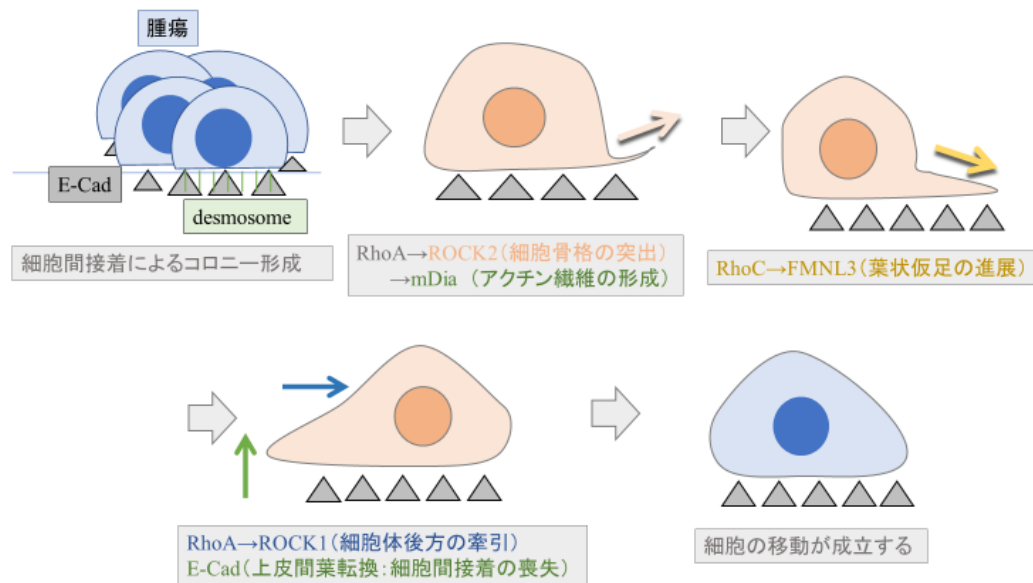 腫瘍
E-Cad
desmosome
細胞間接着によるコロニー形成
RhoA→ROCK2(細胞骨格の突出)
→mDia (アクチン繊維の形成)
RhoC→FMNL3(葉状仮足の進展)
RhoA→ROCK1(細胞体後方の牽引)
E-Cad(上皮間葉転換:細胞間接着の喪失)
細胞の移動が成立する